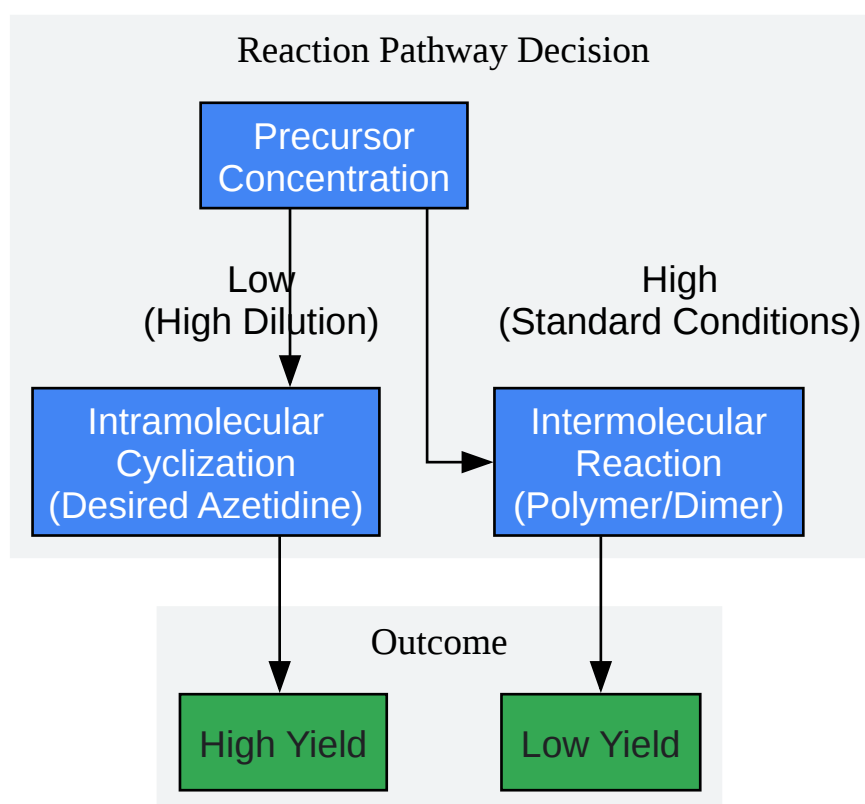 Reaction Pathway Decision
Precursor
Concentration
Low
(High Dilution)
High
(Standard Conditions)
Intramolecular
Cyclization
(Desired Azetidine)
Intermolecular
Reaction
(Polymer/Dimer)
Outcome
High Yield
Low Yield